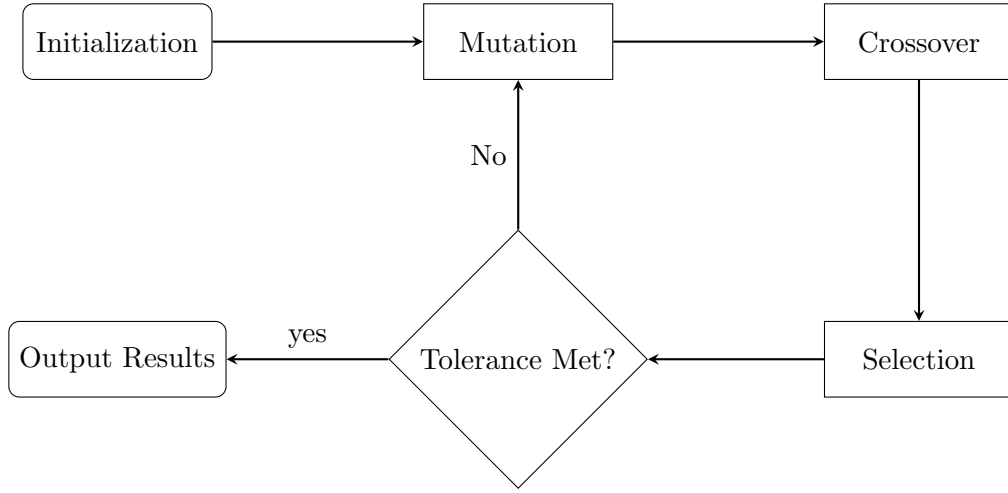 Initialization
Mutation
Crossover
No
yes
Output Results
Tolerance Met?
Selection